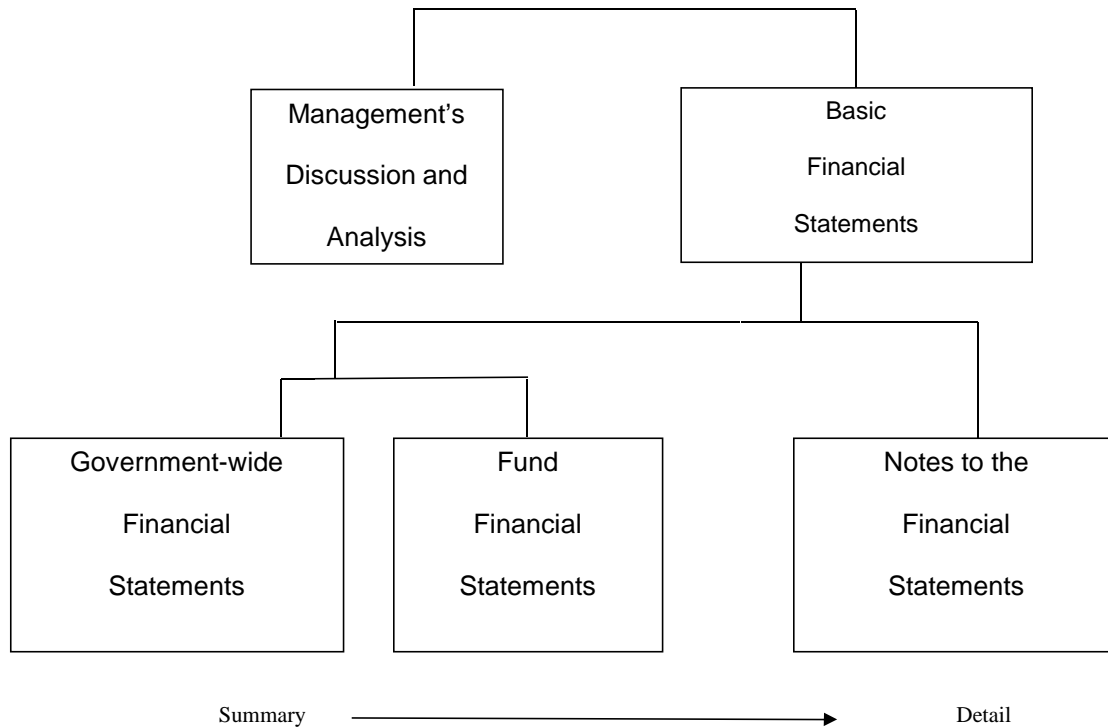 Management’s
Discussion and
Analysis
Basic
Financial
Statements
Government-wide
Financial
Statements
Fund
Financial
Statements
Notes to the
Financial
Statements
Summary
Detail